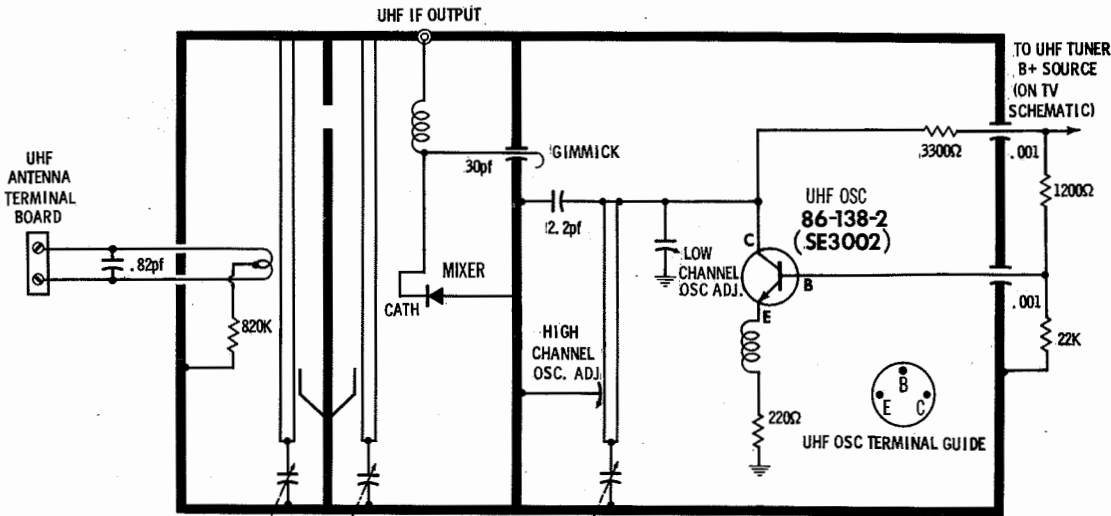 UHF IF OUTPUT
TO UHF TUNER
B+ SOURCE
(ON TV
SCHEMATIC)
UHF
ANTENNA
TERMINAL
BOARD
.82pf
820K
.30pf
GIMMICK
12.2pf
MIXER
CATH
HIGH
CHANNEL
OSC. ADJ.
LOW
CHANNEL
OSC ADJ.
UHF OSC
86-138-2
(SE3002)
C
B
E
3300Ω
.001
1200Ω
.001
22K
220Ω
B
E
C
UHF OSC TERMINAL GUIDE